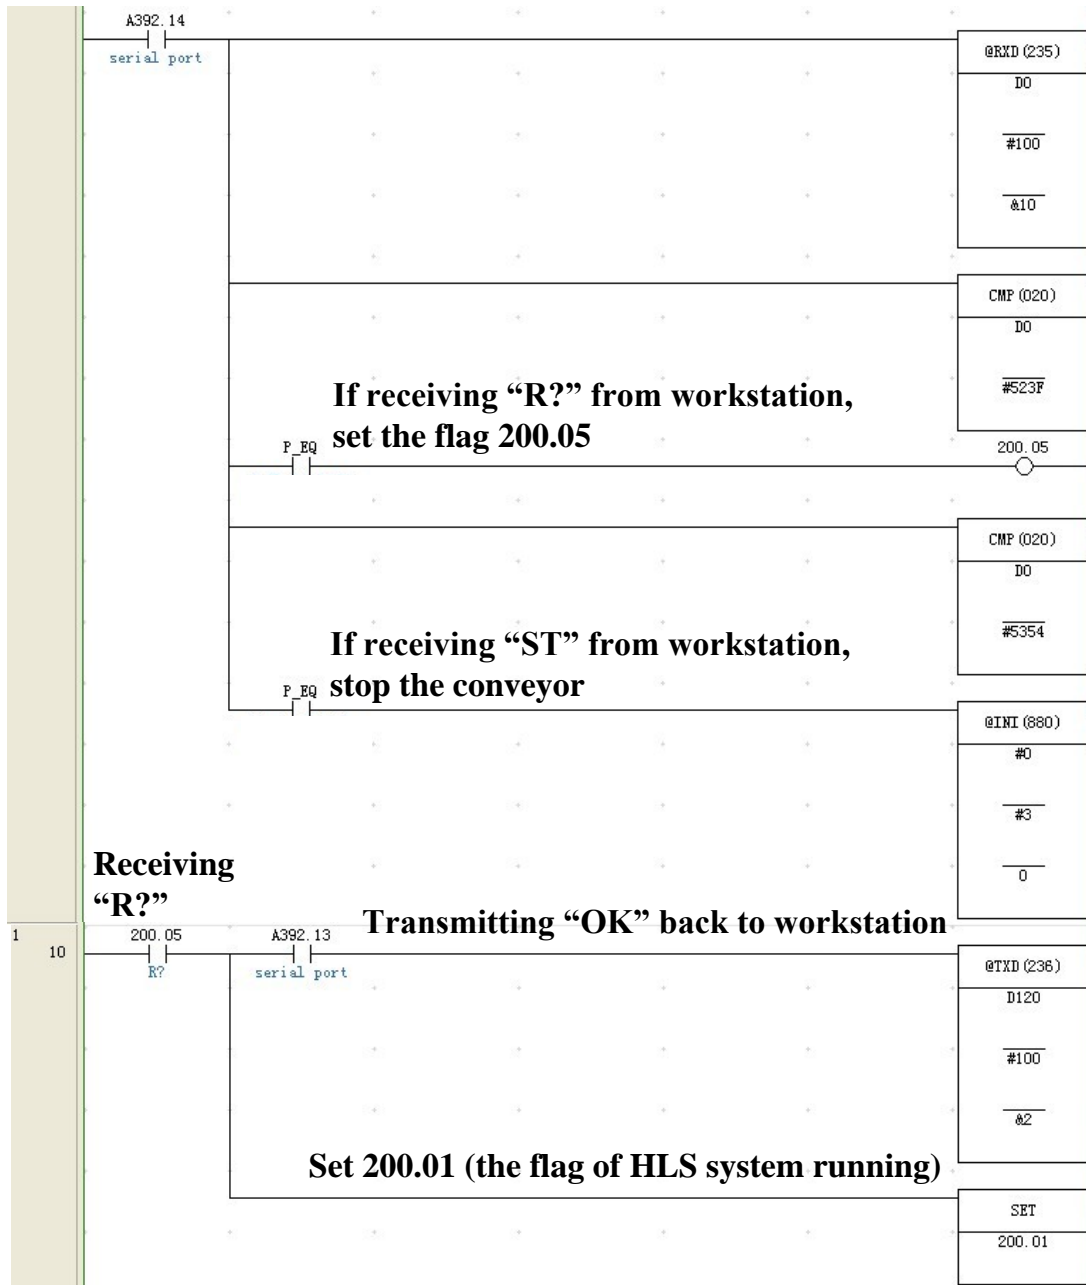 A392.14
serial port
@RXD(235)
D0
#100
&10
CMP(020)
D0
#523F
If receiving “R?” from workstation,
set the flag 200.05
P_EQ
200.05
CMP(020)
D0
#5354
If receiving “ST” from workstation,
stop the conveyor
P_EQ
@INI(880)
#0
#3
0
Receiving
“R?”
Transmitting “OK” back to workstation
1
10
200.05
R?
A392.13
serial port
@TXD(236)
D120
#100
&2
Set 200.01 (the flag of HLS system running)
SET
200.01